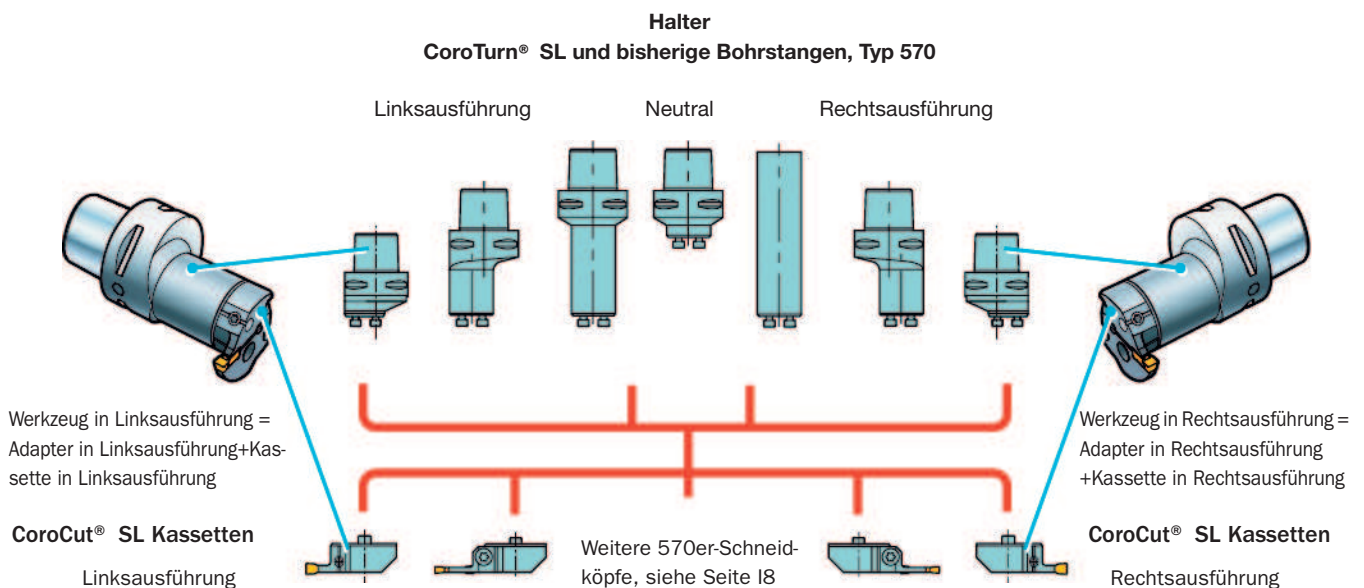 Halter
CoroTurn® SL und bisherige Bohrstangen, Typ 570
Linksausführung
Neutral
Rechtsausführung
Werkzeug in Linksausführung =
Adapter in Linksausführung+Kas-
sette in Linksausführung
Werkzeug in Rechtsausführung =
Adapter in Rechtsausführung
+Kassette in Rechtsausführung
CoroCut® SL Kassetten
Linksausführung
Weitere 570er-Schneid-
köpfe, siehe Seite I8
CoroCut® SL Kassetten
Rechtsausführung